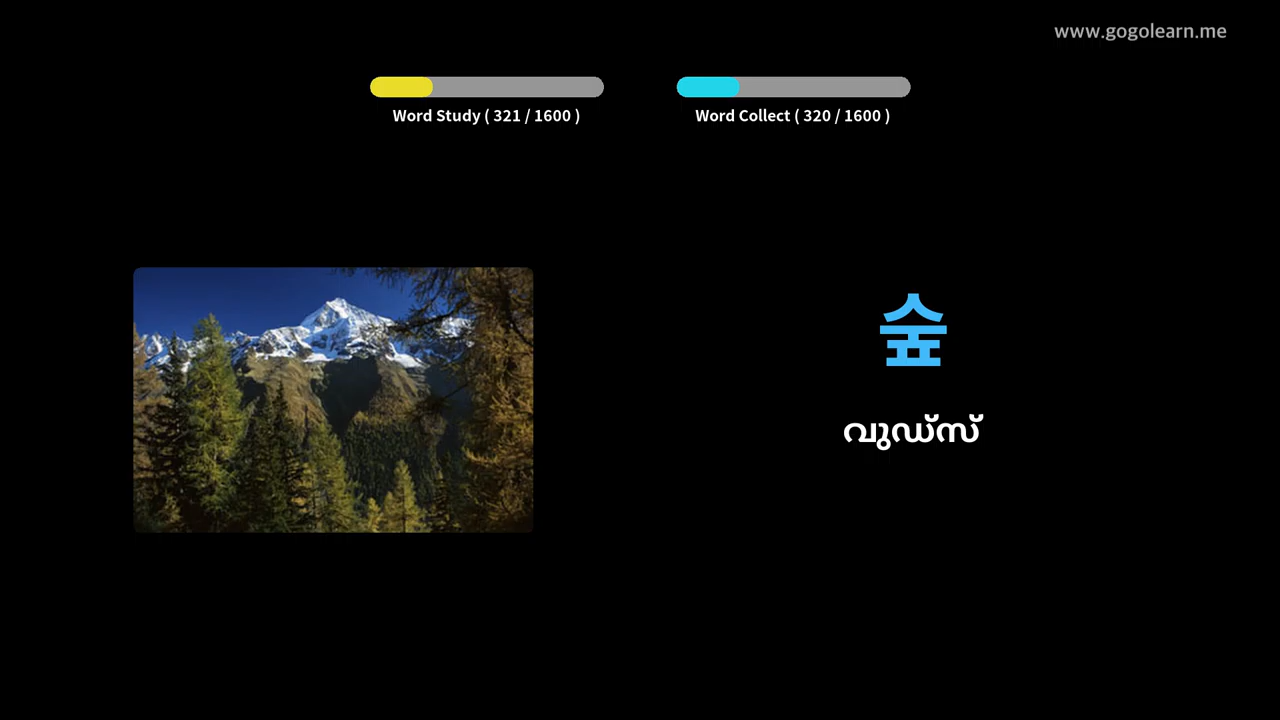 www.gogolearn.me
Word Study ( 321 / 1600 )
Word Collect ( 320 / 1600 )
숲
വുഡ്സ്